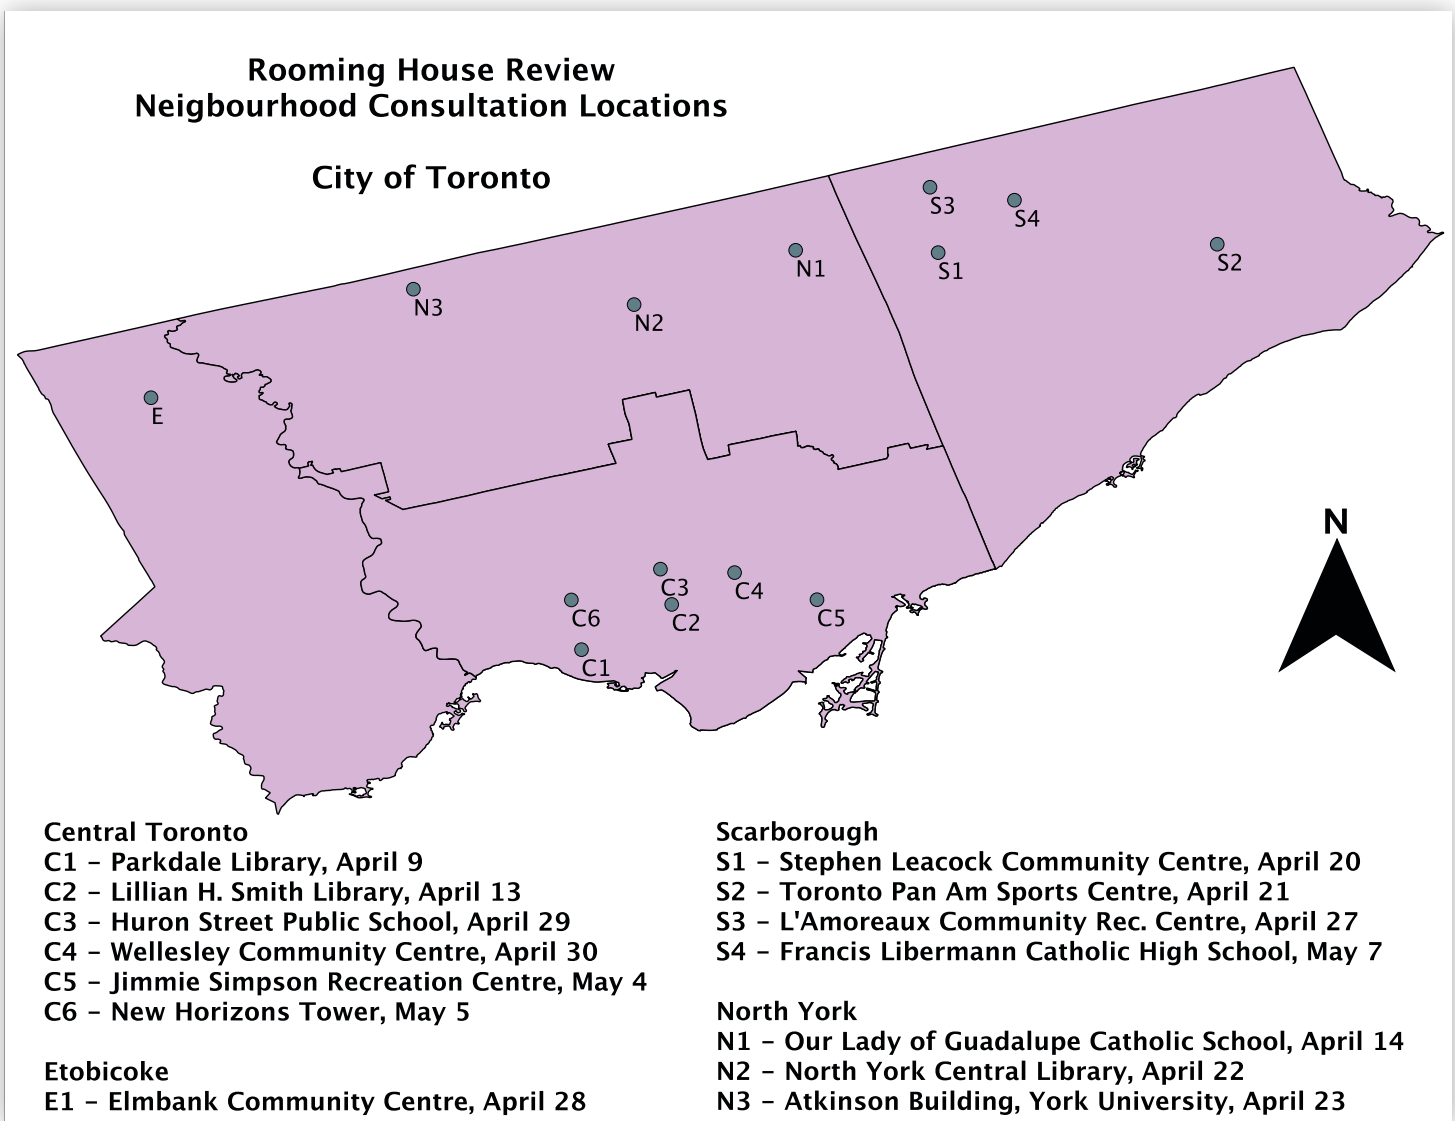 Rooming House Review
Neigbourhood Consultation Locations
City of Toronto
S3
S4
N1
S1
S2
N3
N2
E
N
C3
C4
C6
C2
C5
C1
Central Toronto
C1 – Parkdale Library, April 9
C2 – Lillian H. Smith Library, April 13
C3 – Huron Street Public School, April 29
C4 – Wellesley Community Centre, April 30
C5 – Jimmie Simpson Recreation Centre, May 4
C6 – New Horizons Tower, May 5
Etobicoke
E1 – Elmbank Community Centre, April 28
Scarborough
S1 – Stephen Leacock Community Centre, April 20
S2 – Toronto Pan Am Sports Centre, April 21
S3 – L'Amoreaux Community Rec. Centre, April 27
S4 – Francis Libermann Catholic High School, May 7
North York
N1 – Our Lady of Guadalupe Catholic School, April 14
N2 – North York Central Library, April 22
N3 – Atkinson Building, York University, April 23